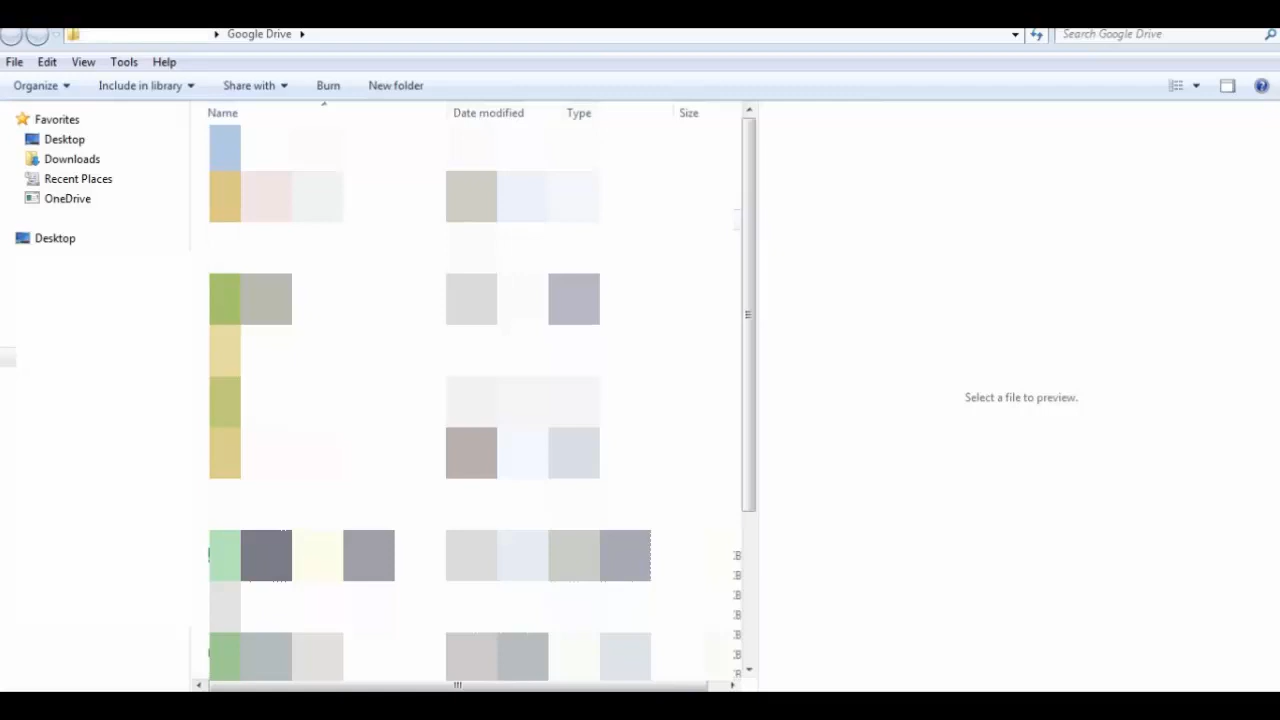 Google Drive
Search Google Drive
File Edit View Tools Help
Organize Include in library Share with Burn New folder
Name Date modified Type Size
Favorites
Desktop
Downloads
Recent Places
OneDrive
Desktop
Select a file to preview.